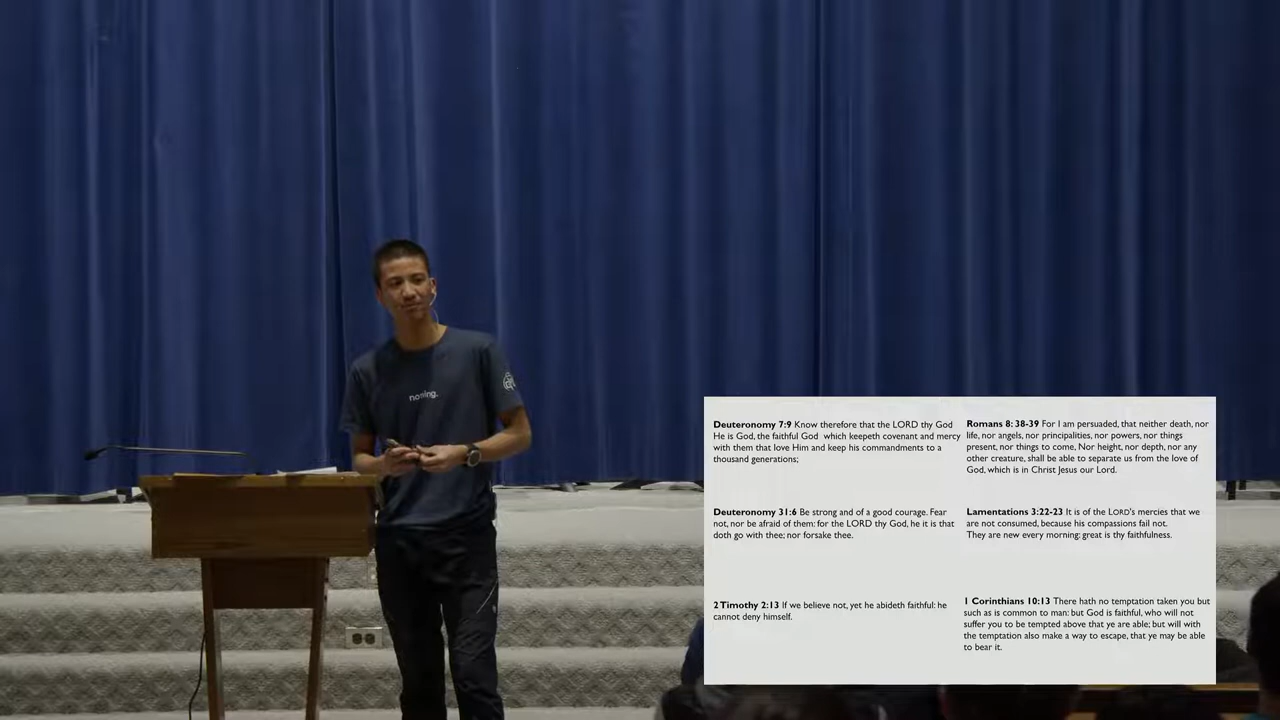 nothing.
Deuteronomy 7:9 Know therefore that the LORD thy God
He is God, the faithful God which keepeth covenant and mercy
with them that love Him and keep his commandments to a
thousand generations;
Deuteronomy 31:6 Be strong and of a good courage. Fear
not, nor be afraid of them: for the LORD thy God, he it is that
doth go with thee; nor forsake thee.
2 Timothy 2:13 If we believe not, yet he abideth faithful: he
cannot deny himself.
Romans 8: 38-39 For I am persuaded, that neither death, nor
life, nor angels, nor principalities, nor powers, nor things
present, nor things to come, Nor height, nor depth, nor any
other creature, shall be able to separate us from the love of
God, which is in Christ Jesus our Lord.
Lamentations 3:22-23 It is of the LORD's mercies that we
are not consumed, because his compassions fail not.
They are new every morning: great is thy faithfulness.
1 Corinthians 10:13 There hath no temptation taken you but
such as is common to man: but God is faithful, who will not
suffer you to be tempted above that ye are able; but will with
the temptation also make a way to escape, that ye may be able
to bear it.